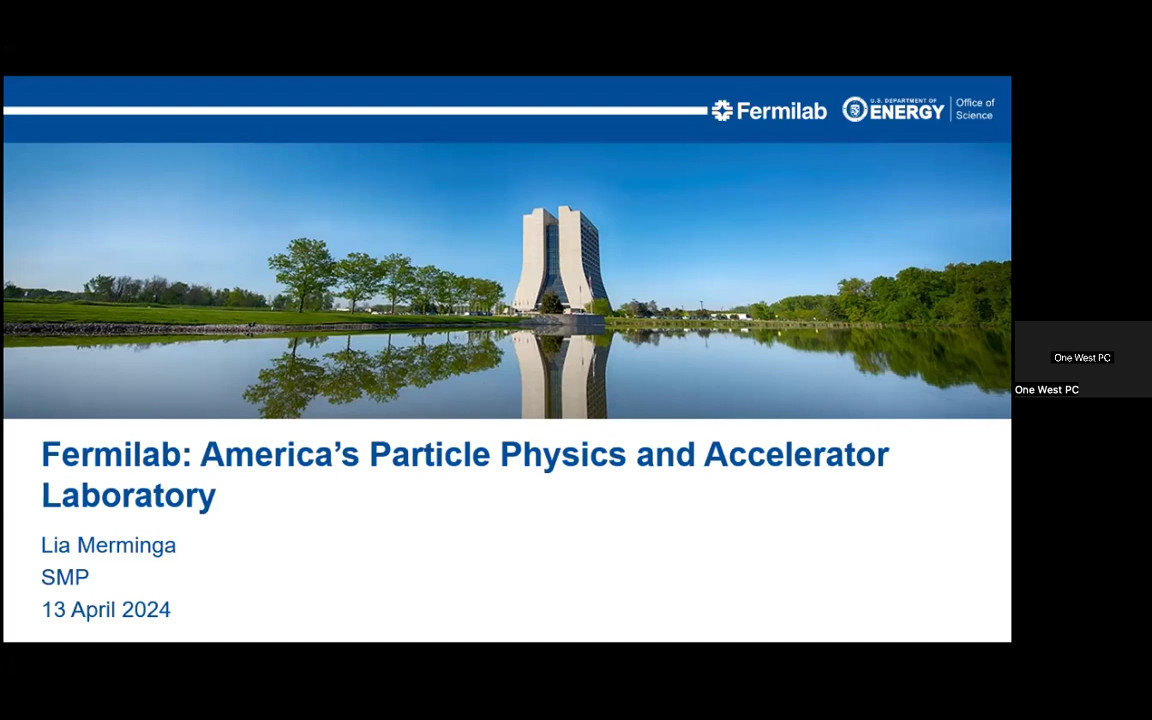 Fermilab
U.S. DEPARTMENT OF
ENERGY
Office of
Science
One West PC
One West PC
Fermilab: America’s Particle Physics and Accelerator
Laboratory
Lia Merminga
SMP
13 April 2024